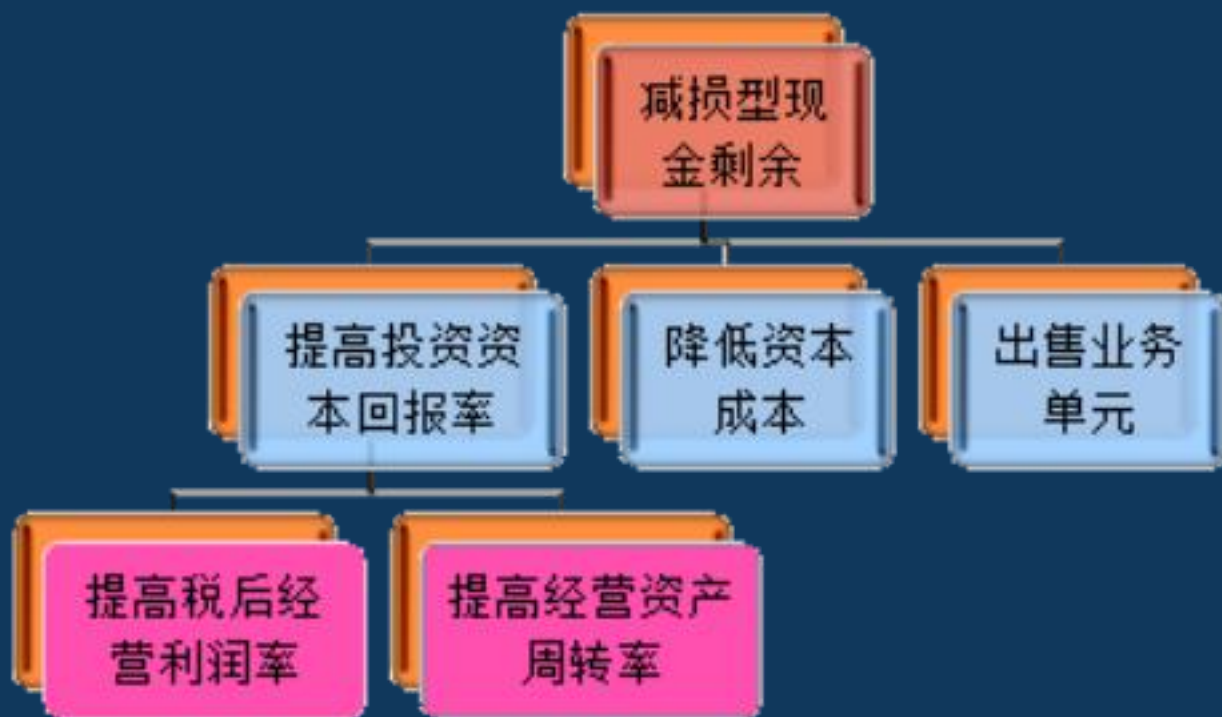 减损型现
金剩余
提高投资资
本回报率
降低资本
成本
出售业务
单元
提高税后经
营利润率
提高经营资产
周转率